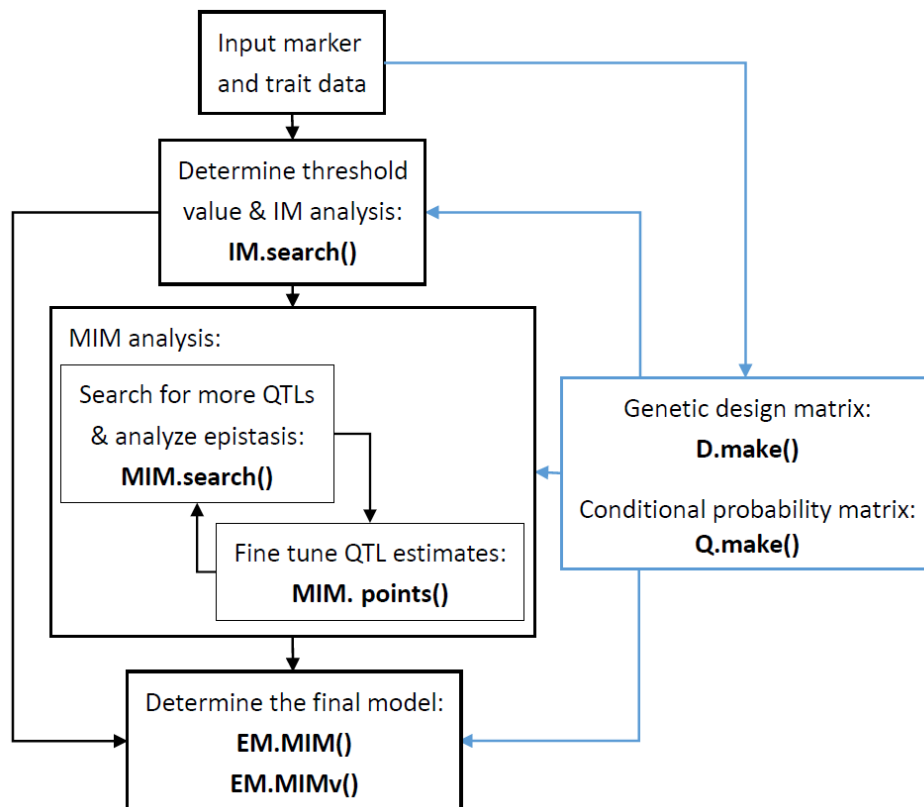 Input marker
and trait data
Determine threshold
value & IM analysis:
IM.search()
MIM analysis:
Search for more QTLs
& analyze epistasis:
MIM.search()
Fine tune QTL estimates:
MIM. points()
Genetic design matrix:
D.make()
Conditional probability matrix:
Q.make()
Determine the final model:
EM.MIM()
EM.MIMv()